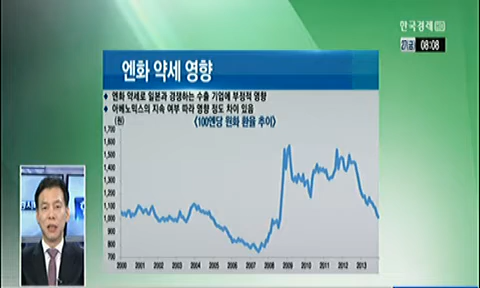 한국경제 HD
27(금) 08:08
엔화 약세 영향
◆ 엔화 약세로 일본과 경쟁하는 수출 기업에 부정적 영향
◆ 아베노믹스의 지속 여부 따라 영향 정도 차이 있음
(원)
<100엔당 원화 환율 추이>
1,700
1,600
1,500
1,400
1,300
1,200
1,100
1,000
900
800
700
2000 2001 2002 2003 2004 2005 2006 2007 2008 2009 2010 2011 2012 2013